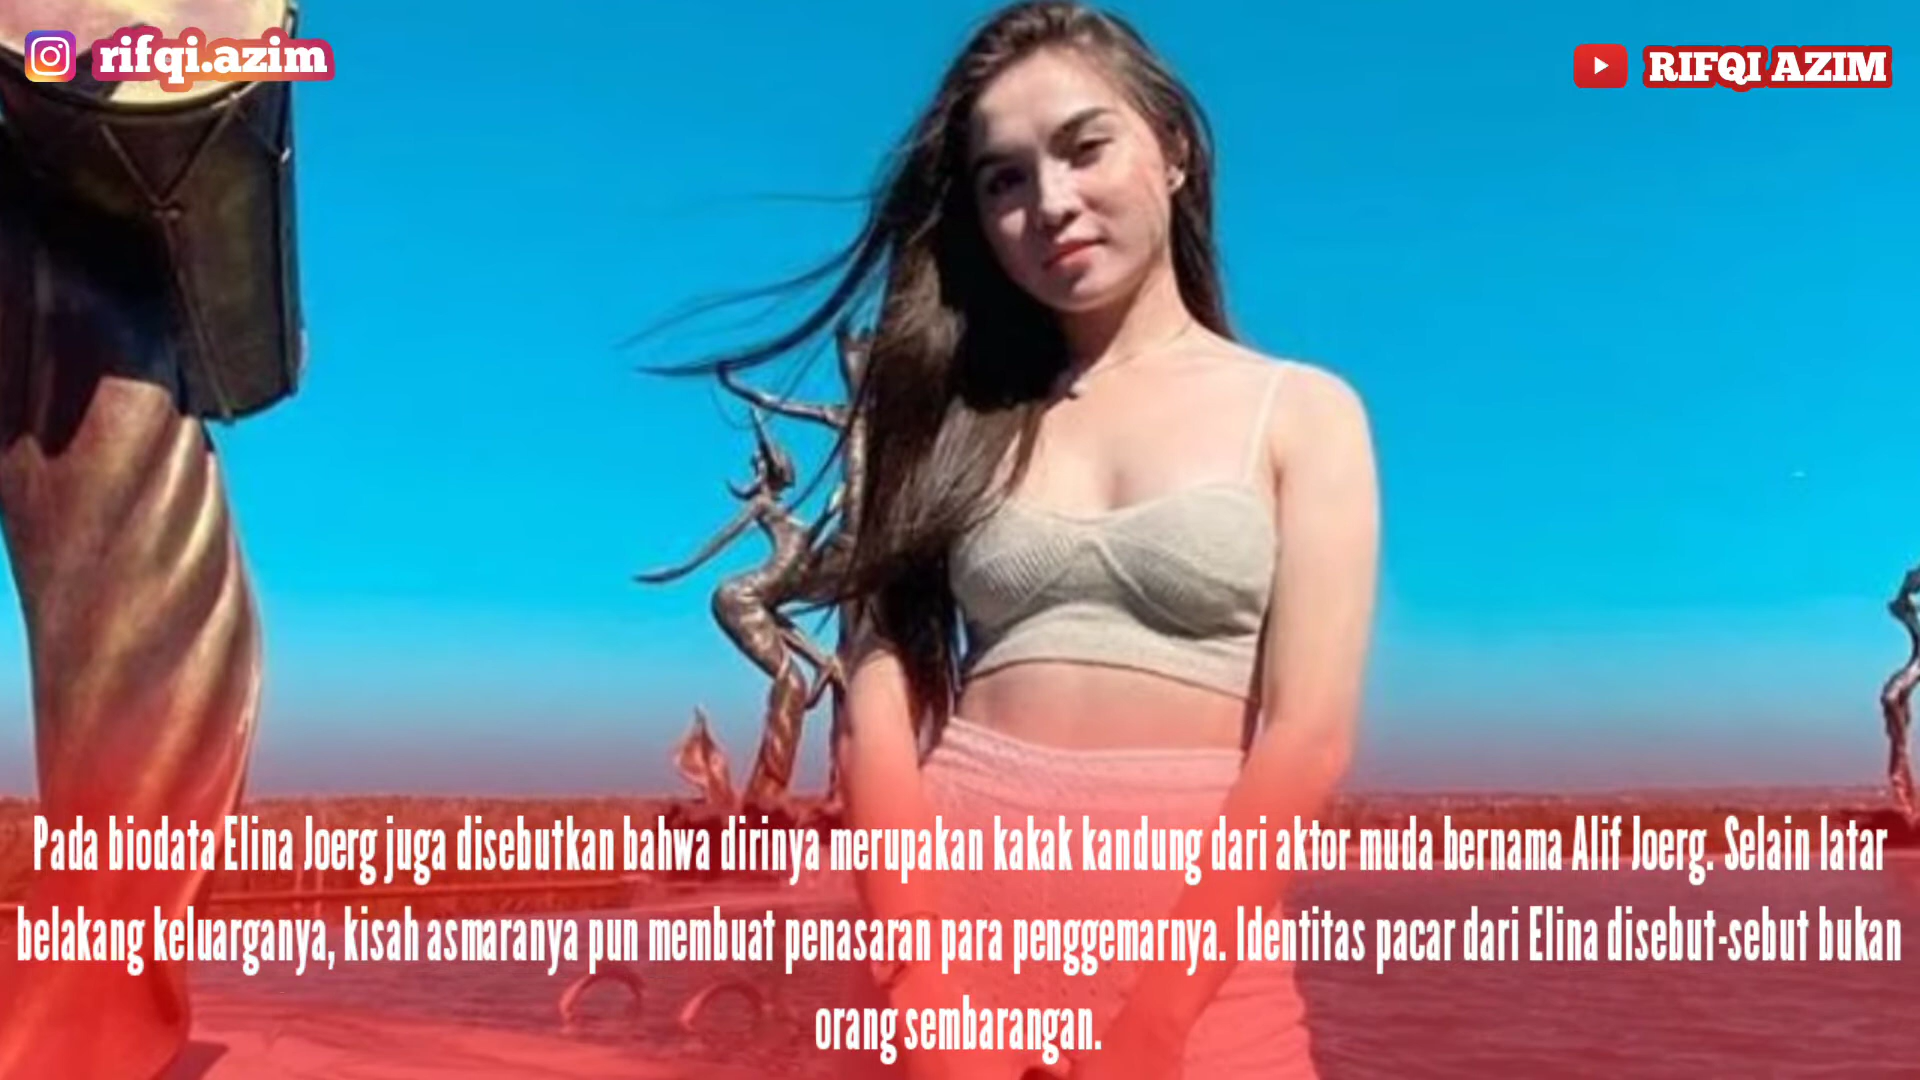 rifqi.azim
RIFQI AZIM
Pada biodata Elina Joerg juga disebutkan bahwa dirinya merupakan kakak kandung dari aktor muda bernama Alif Joerg. Selain latar
belakang keluarganya, kisah asmaranya pun membuat penasaran para penggemarnya. Identitas pacar dari Elina disebut-sebut bukan
orang sembarangan.